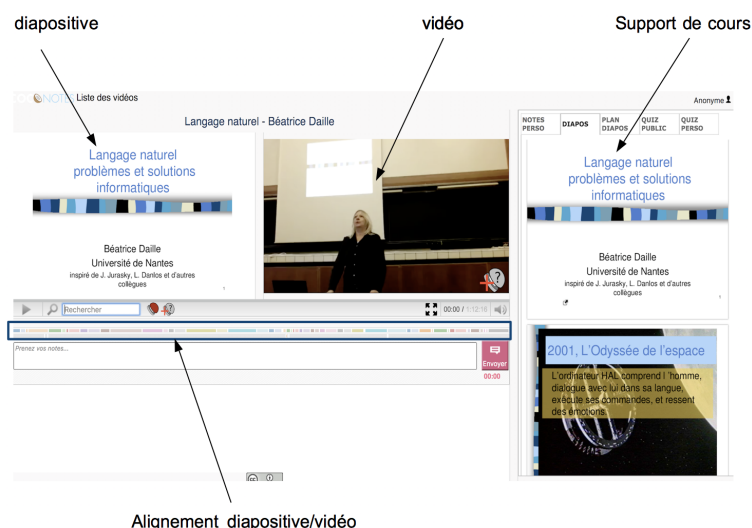 diapositive
vidéo
Support de cours
COCONOTES Liste des vidéos
Anonyme
Langage naturel - Béatrice Daille
NOTES PERSO
DIAPOS
PLAN DIAPOS
QUIZ PUBLIC
QUIZ PERSO
Langage naturel
problèmes et solutions
informatiques
Béatrice Daille
Université de Nantes
inspiré de J. Jurasky, L. Danlos et d'autres
collègues
1
Langage naturel
problèmes et solutions
informatiques
Béatrice Daille
Université de Nantes
inspiré de J. Jurasky, L. Danlos et d'autres
collègues
Rechercher
00:00 / 1:12:16
Prenez vos notes...
Envoyer
00:00
2001, L'Odyssée de l'espace
L'ordinateur HAL comprend l 'homme,
dialogue avec lui dans sa langue,
exécute ses commandes, et ressent
des émotions.
Alignement diapositive/vidéo